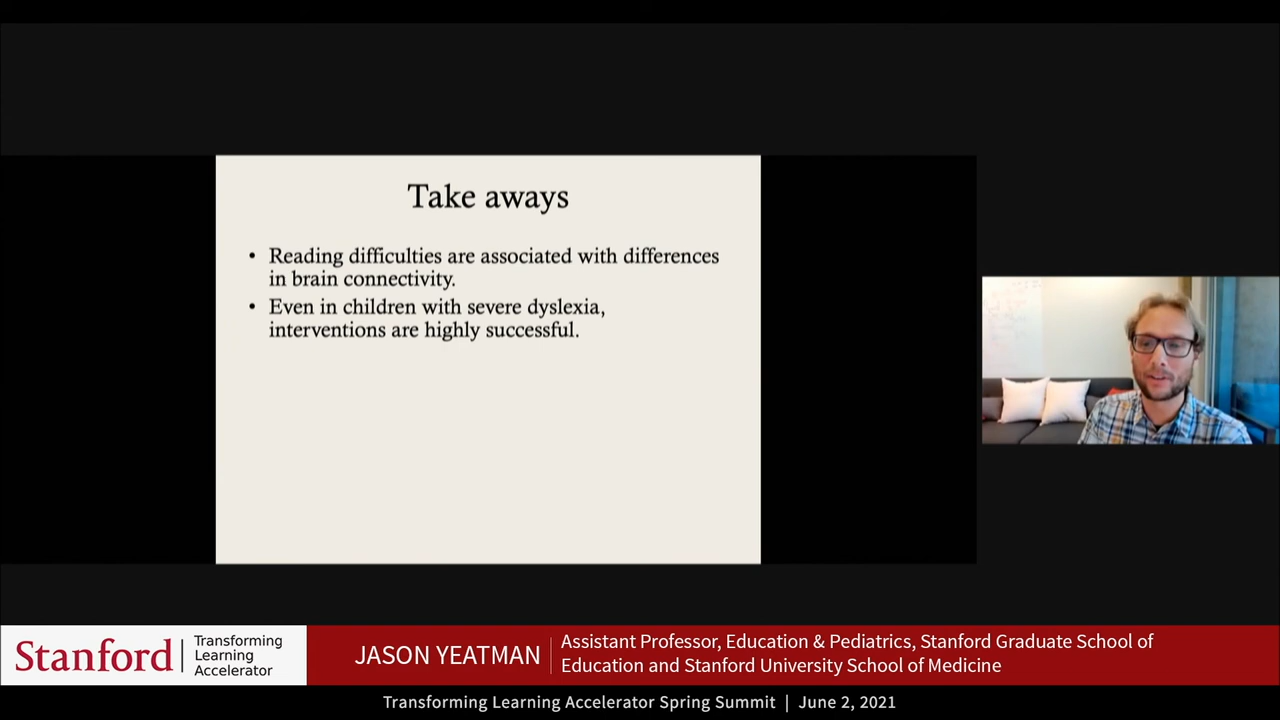 Take aways
• Reading difficulties are associated with differences
in brain connectivity.
• Even in children with severe dyslexia,
interventions are highly successful.
Stanford
Transforming
Learning
Accelerator
JASON YEATMAN
Assistant Professor, Education & Pediatrics, Stanford Graduate School of
Education and Stanford University School of Medicine
Transforming Learning Accelerator Spring Summit | June 2, 2021